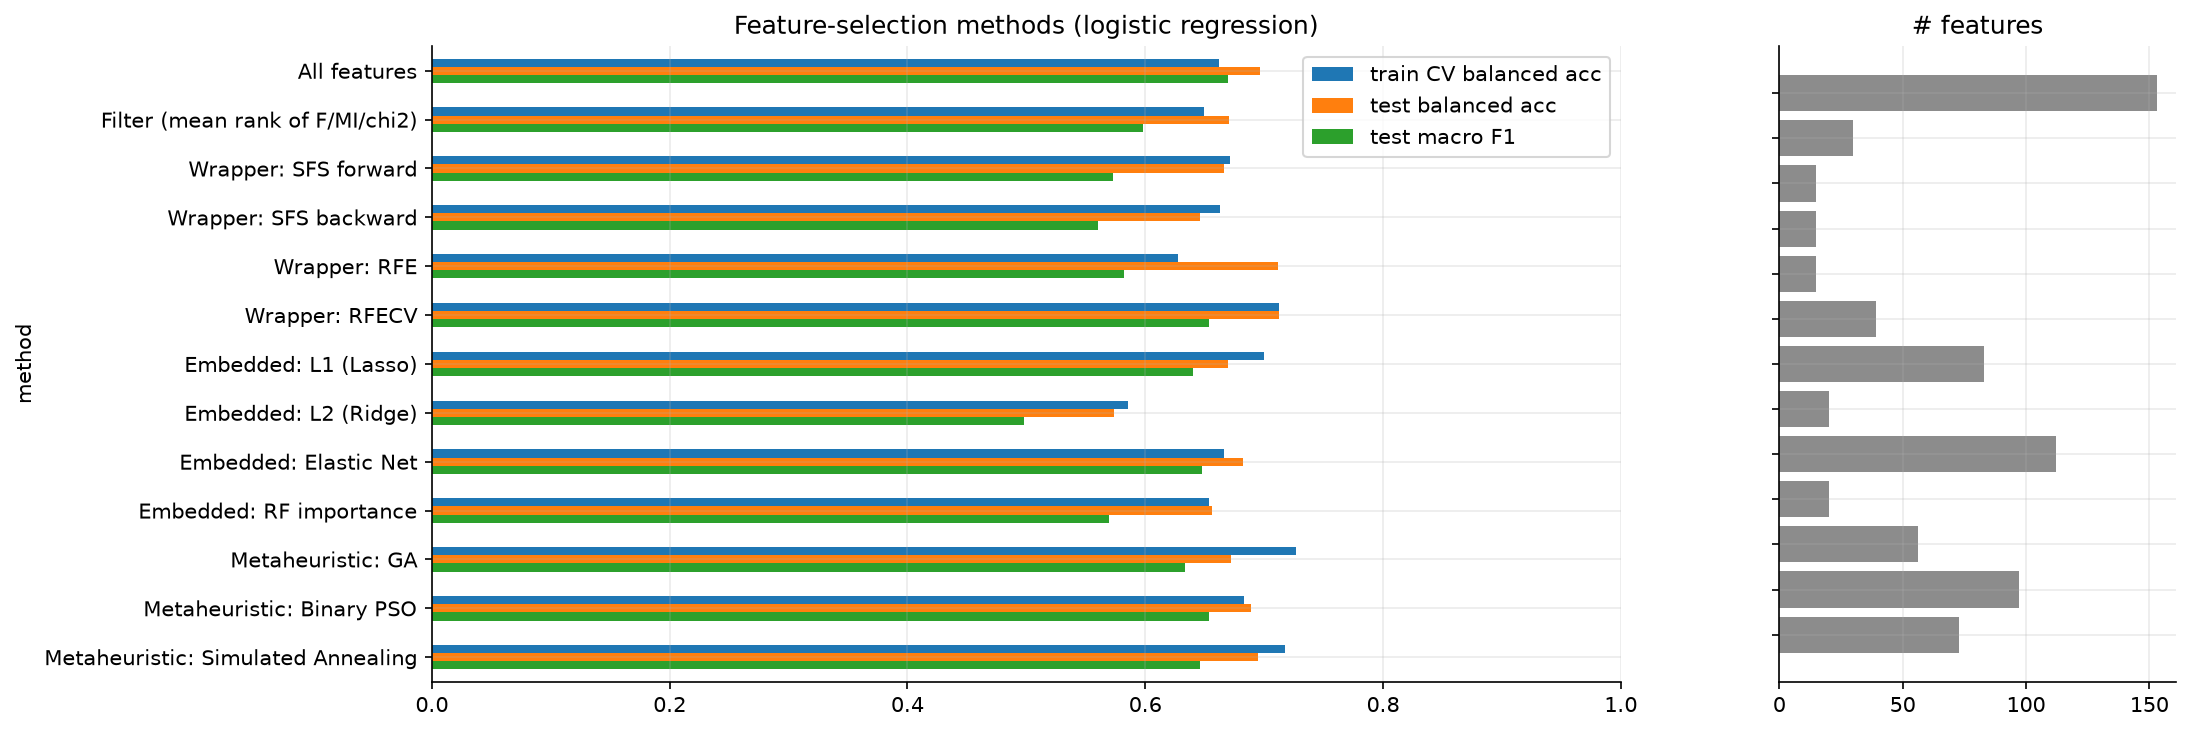 Feature-selection methods (logistic regression)
# features
train CV balanced acc
test balanced acc
test macro F1
method
All features
Filter (mean rank of F/MI/chi2)
Wrapper: SFS forward
Wrapper: SFS backward
Wrapper: RFE
Wrapper: RFECV
Embedded: L1 (Lasso)
Embedded: L2 (Ridge)
Embedded: Elastic Net
Embedded: RF importance
Metaheuristic: GA
Metaheuristic: Binary PSO
Metaheuristic: Simulated Annealing
0.0 0.2 0.4 0.6 0.8 1.0
0 50 100 150